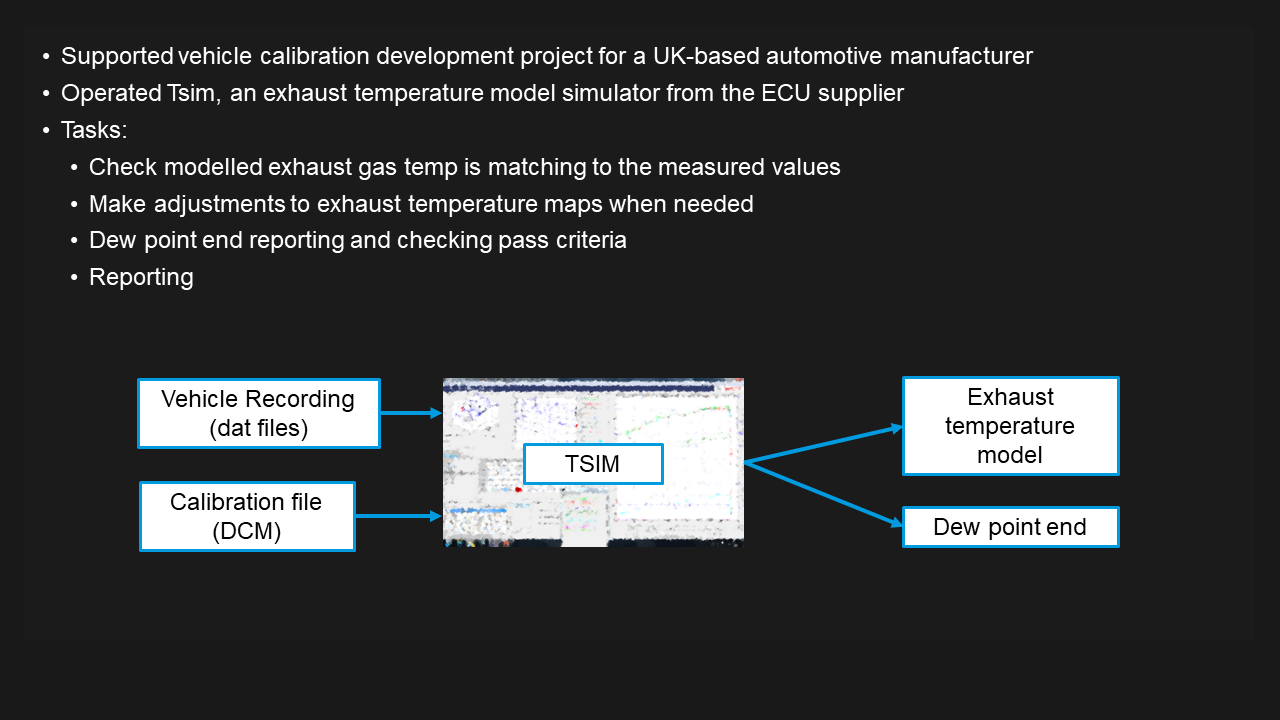 • Supported vehicle calibration development project for a UK-based automotive manufacturer
• Operated Tsim, an exhaust temperature model simulator from the ECU supplier
• Tasks:
• Check modelled exhaust gas temp is matching to the measured values
• Make adjustments to exhaust temperature maps when needed
• Dew point end reporting and checking pass criteria
• Reporting
Vehicle Recording
(dat files)
Calibration file
(DCM)
TSIM
Exhaust
temperature
model
Dew point end